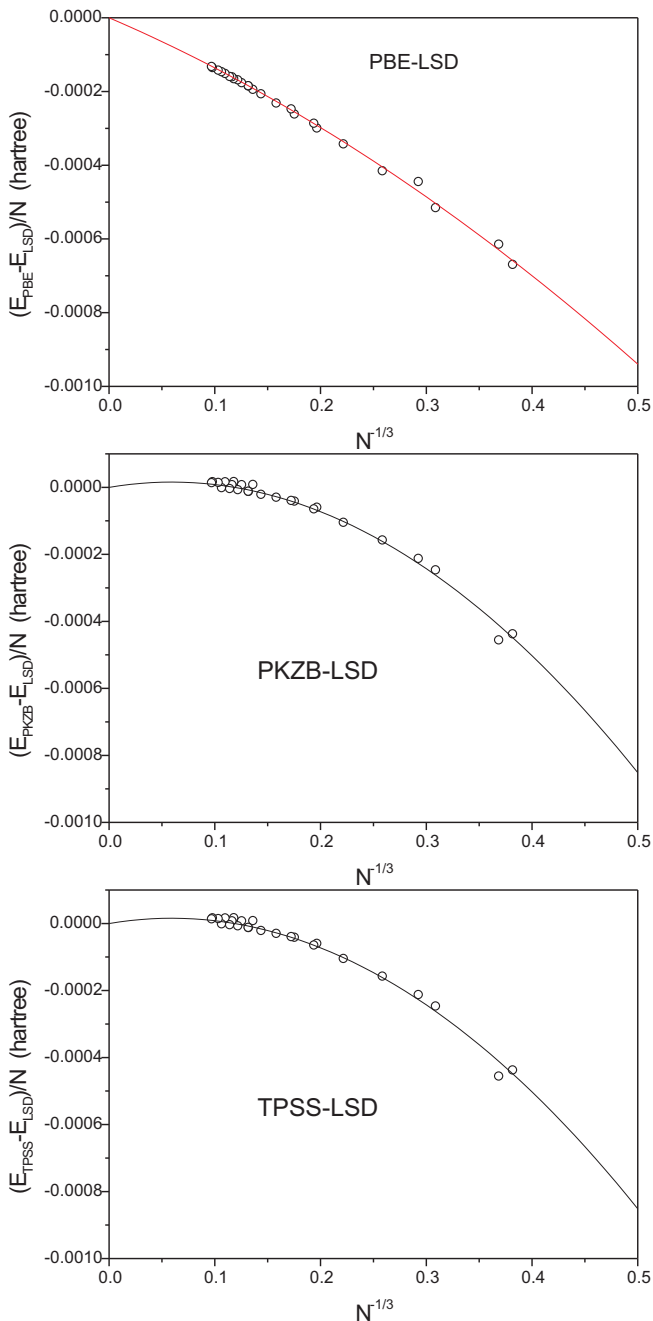 0.0000
-0.0002
-0.0004
-0.0006
-0.0008
-0.0010
(E_PBE-E_LSD)/N (hartree)
PBE-LSD
0.0 0.1 0.2 0.3 0.4 0.5
N^-1/3
0.0000
-0.0002
-0.0004
-0.0006
-0.0008
-0.0010
(E_PKZB-E_LSD)/N (hartree)
PKZB-LSD
0.0 0.1 0.2 0.3 0.4 0.5
N^-1/3
0.0000
-0.0002
-0.0004
-0.0006
-0.0008
-0.0010
(E_TPSS-E_LSD)/N (hartree)
TPSS-LSD
0.0 0.1 0.2 0.3 0.4 0.5
N^-1/3